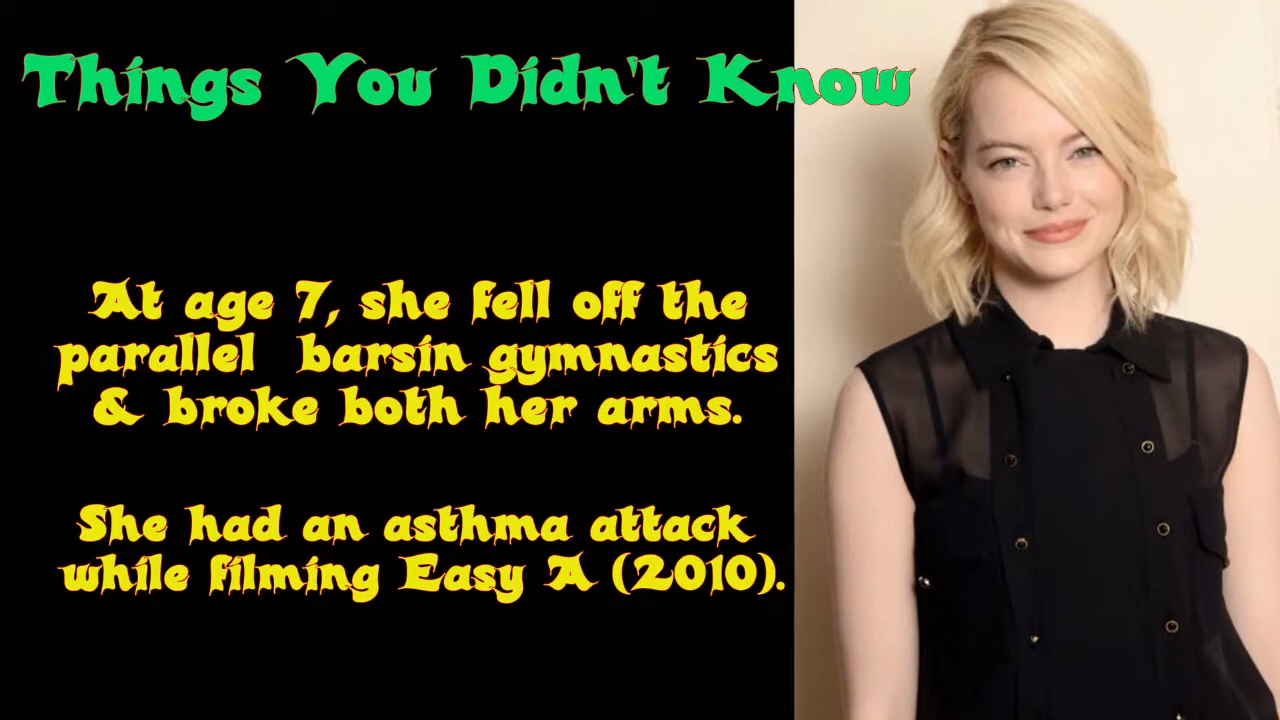 Things You Didn't Know
At age 7, she fell off the
parallel barsin gymnastics
& broke both her arms.
She had an asthma attack
while filming Easy A (2010).